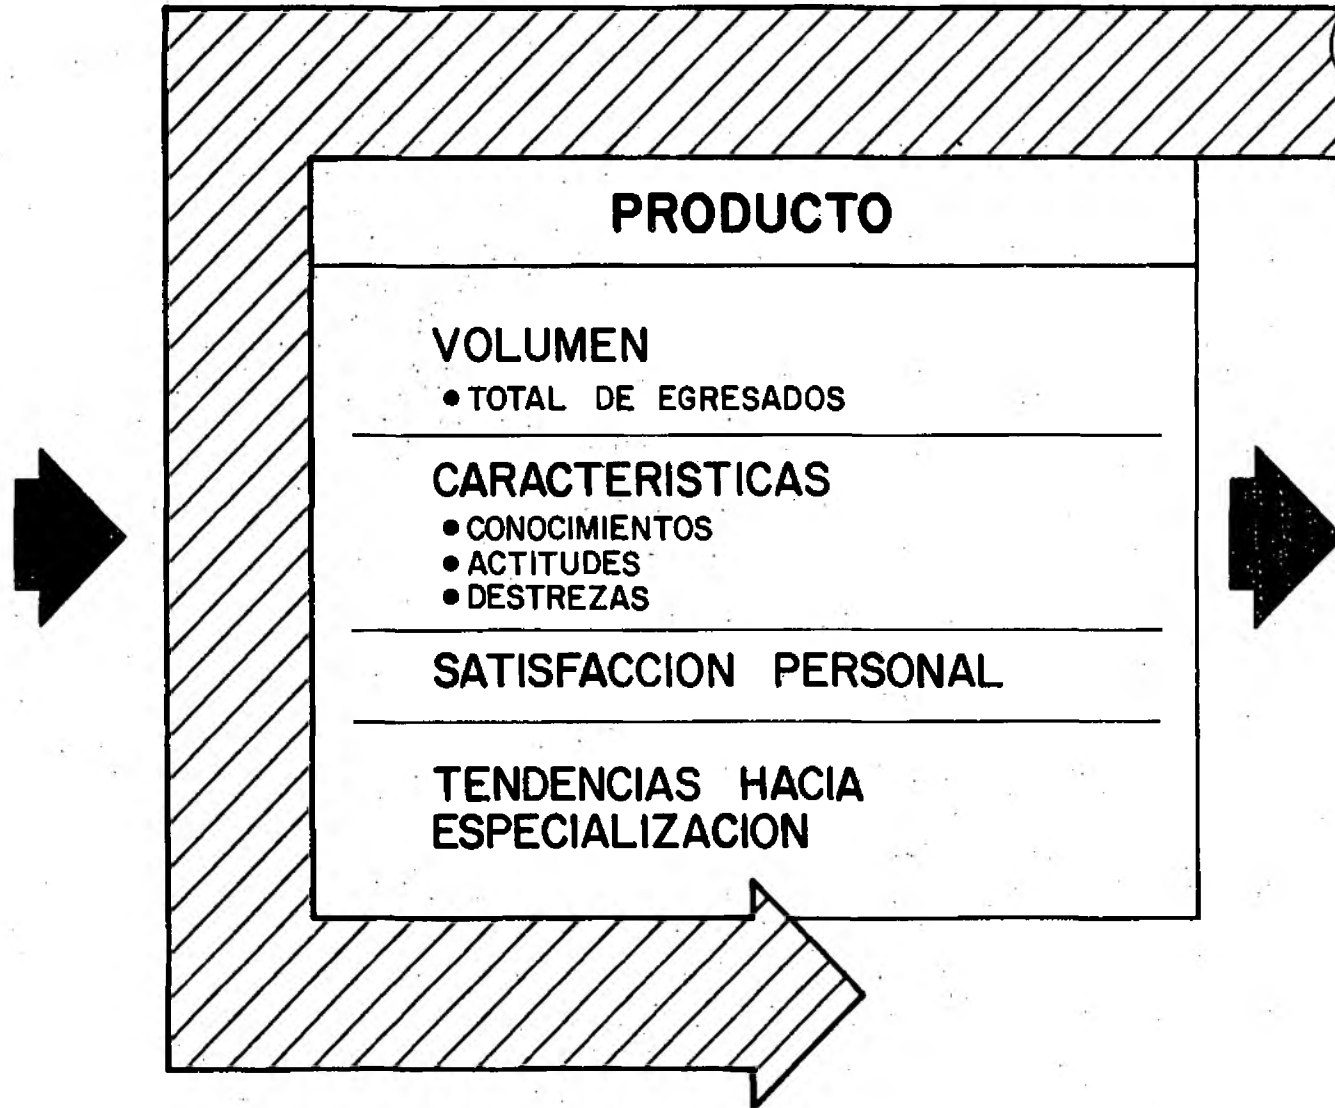 PRODUCTO
VOLUMEN
• TOTAL DE EGRESADOS
CARACTERISTICAS
• CONOCIMIENTOS
• ACTITUDES
• DESTREZAS
SATISFACCION PERSONAL
TENDENCIAS HACIA
ESPECIALIZACION